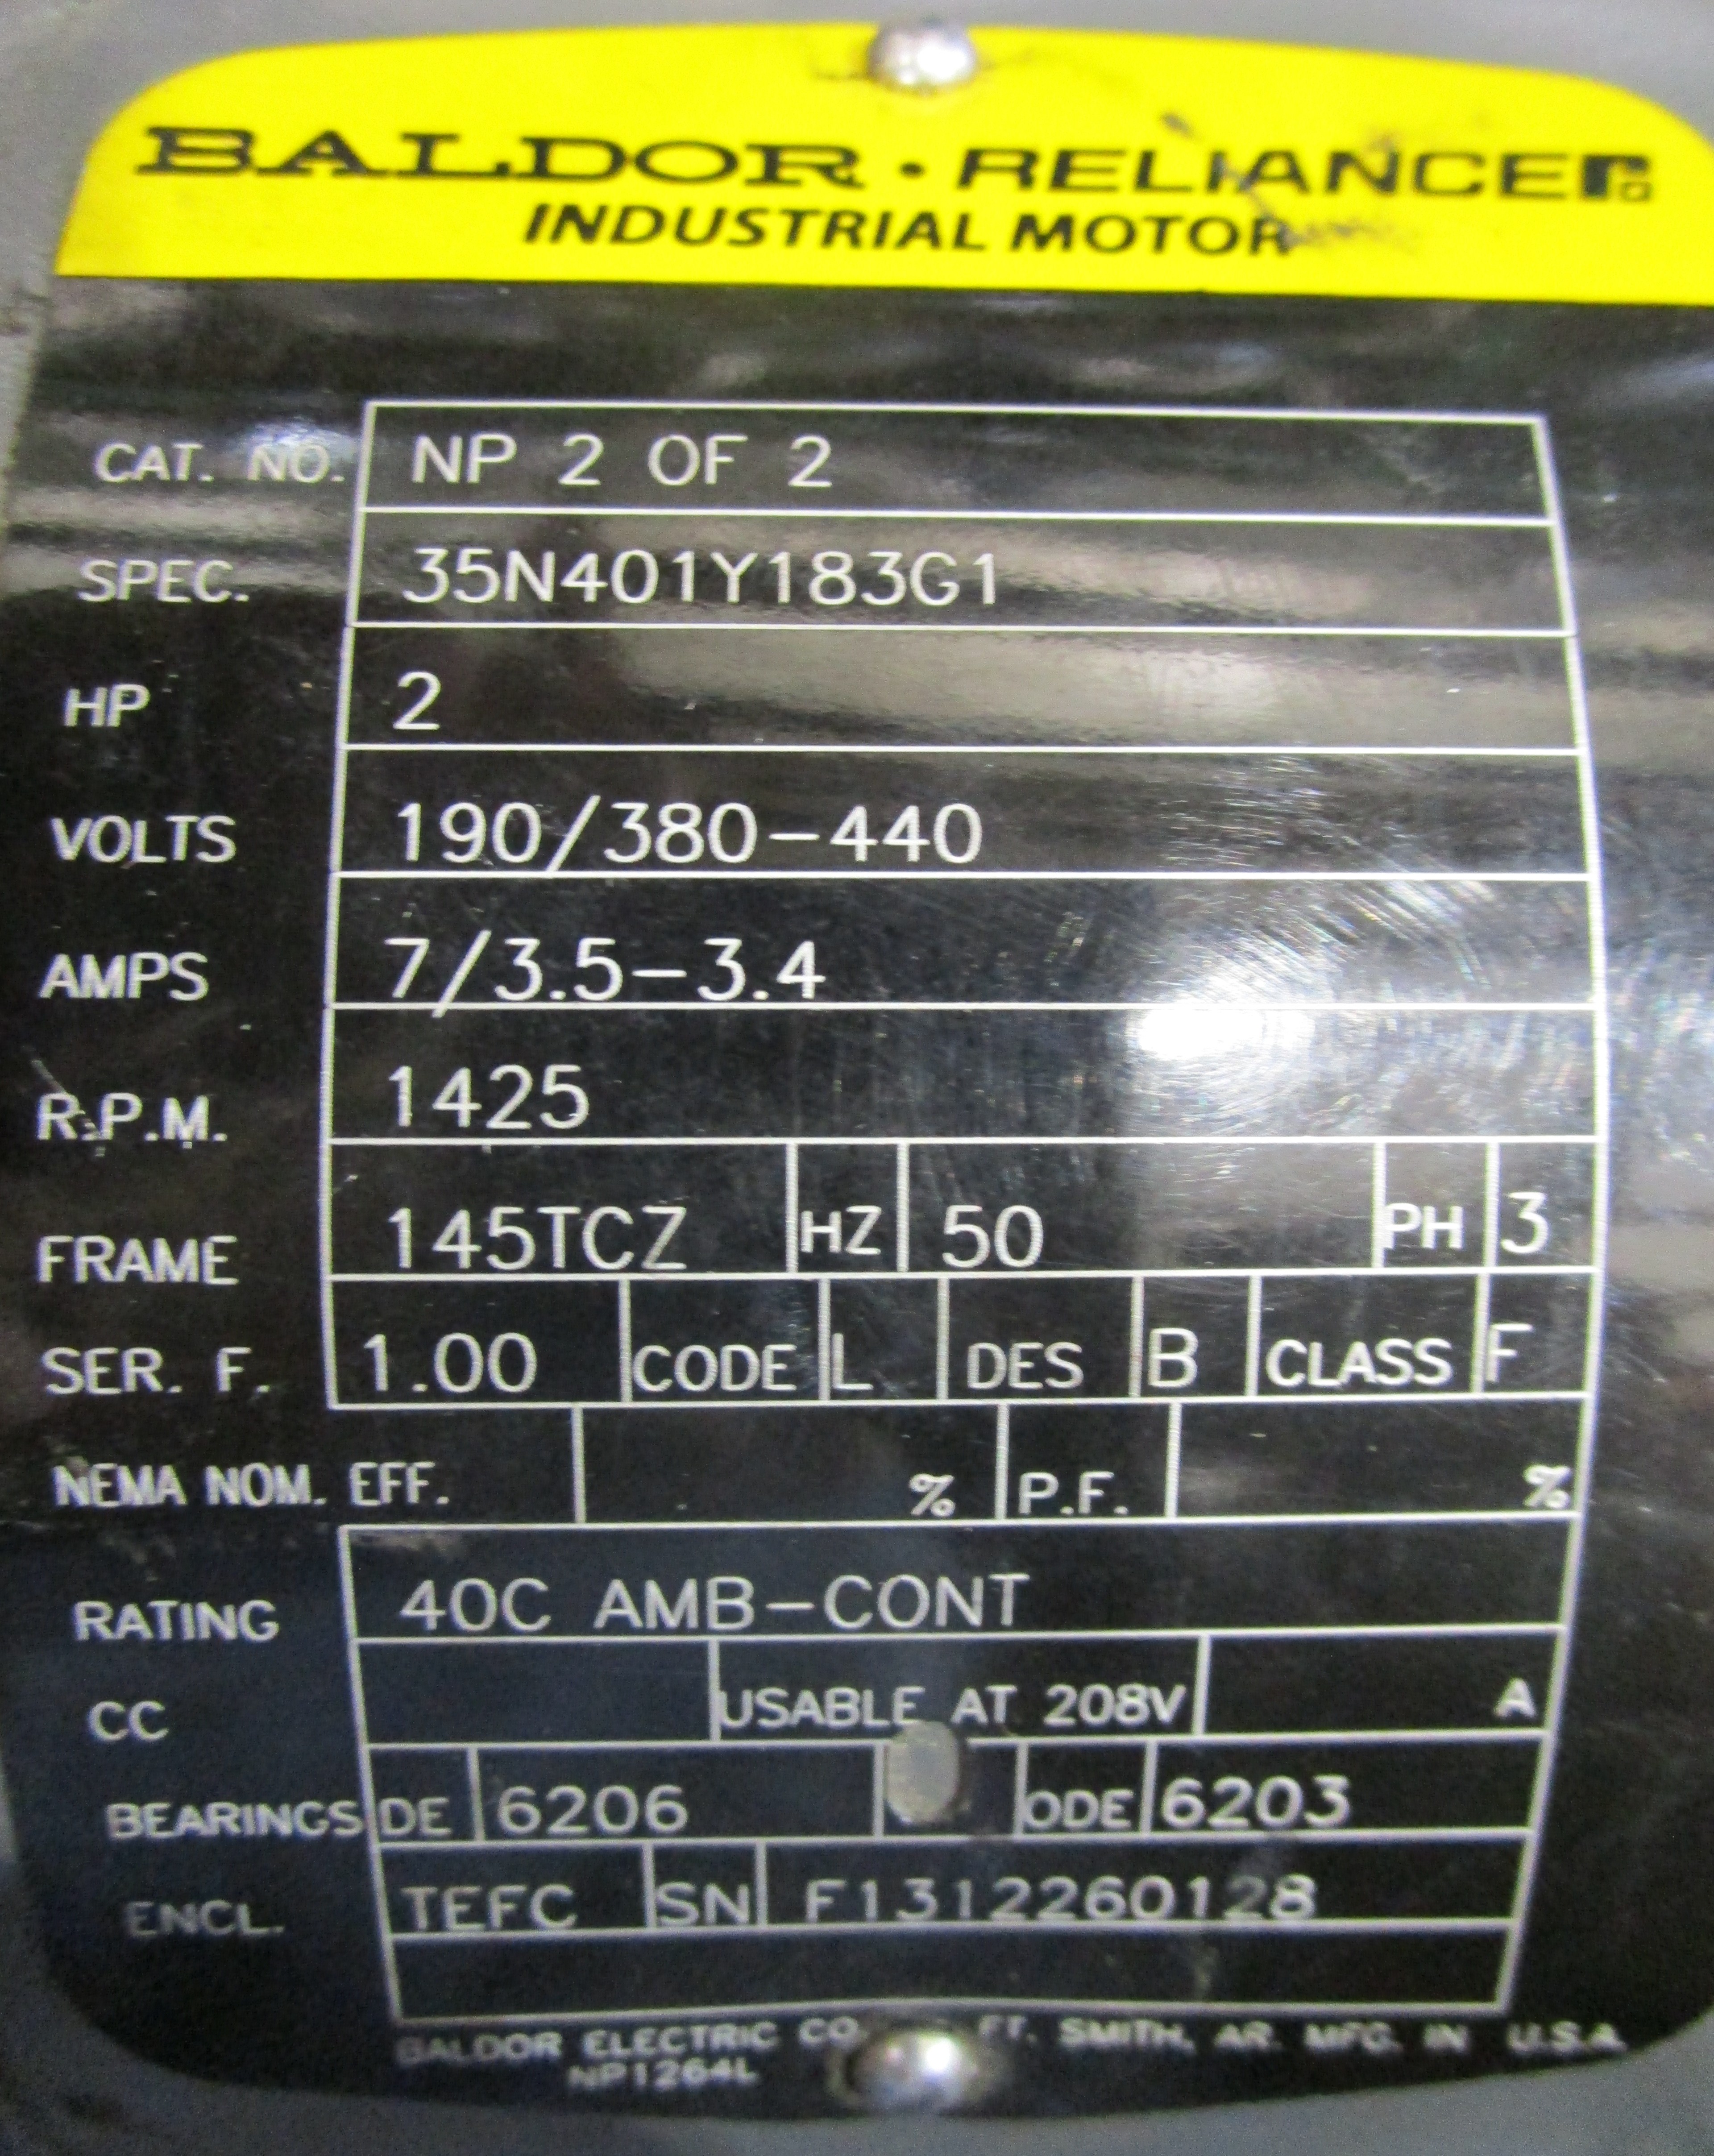 BALDOR • RELIANCER
INDUSTRIAL MOTOR
CAT. NO. NP 2 OF 2
SPEC. 35N401Y183G1
HP 2
VOLTS 190/380-440
AMPS 7/3.5-3.4
R.P.M. 1425
FRAME 145TCZ HZ 50 PH 3
SER. F. 1.00 CODE L DES B CLASS F
NEMA NOM. EFF. % P.F. %
RATING 40C AMB-CONT
CC USABLE AT 208V A
BEARINGS DE 6206 ODE 6203
ENCL. TEFC SN F1312260128
BALDOR ELECTRIC CO. FT. SMITH, AR. MFG. IN U.S.A.
NP1264L